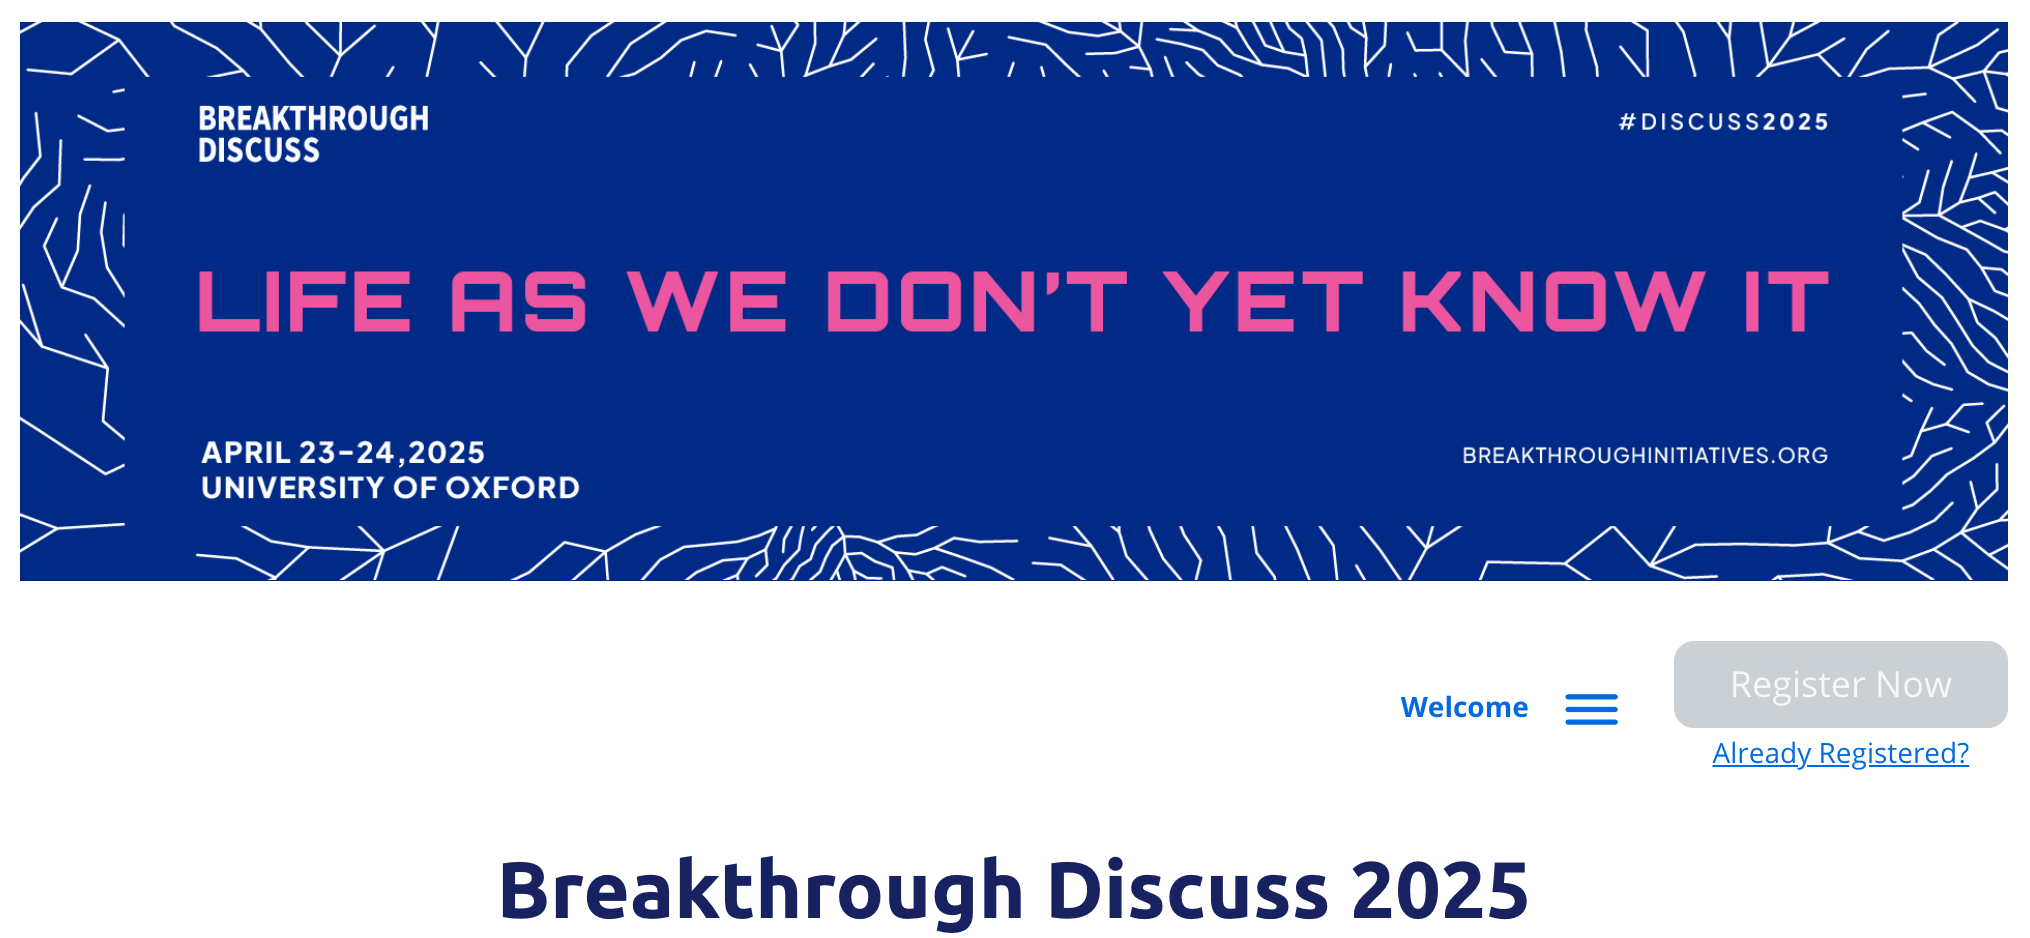 BREAKTHROUGH
DISCUSS
#DISCUSS2025
LIFE AS WE DON'T YET KNOW IT
APRIL 23–24,2025
UNIVERSITY OF OXFORD
BREAKTHROUGHINITIATIVES.ORG
Welcome
Register Now
Already Registered?
Breakthrough Discuss 2025